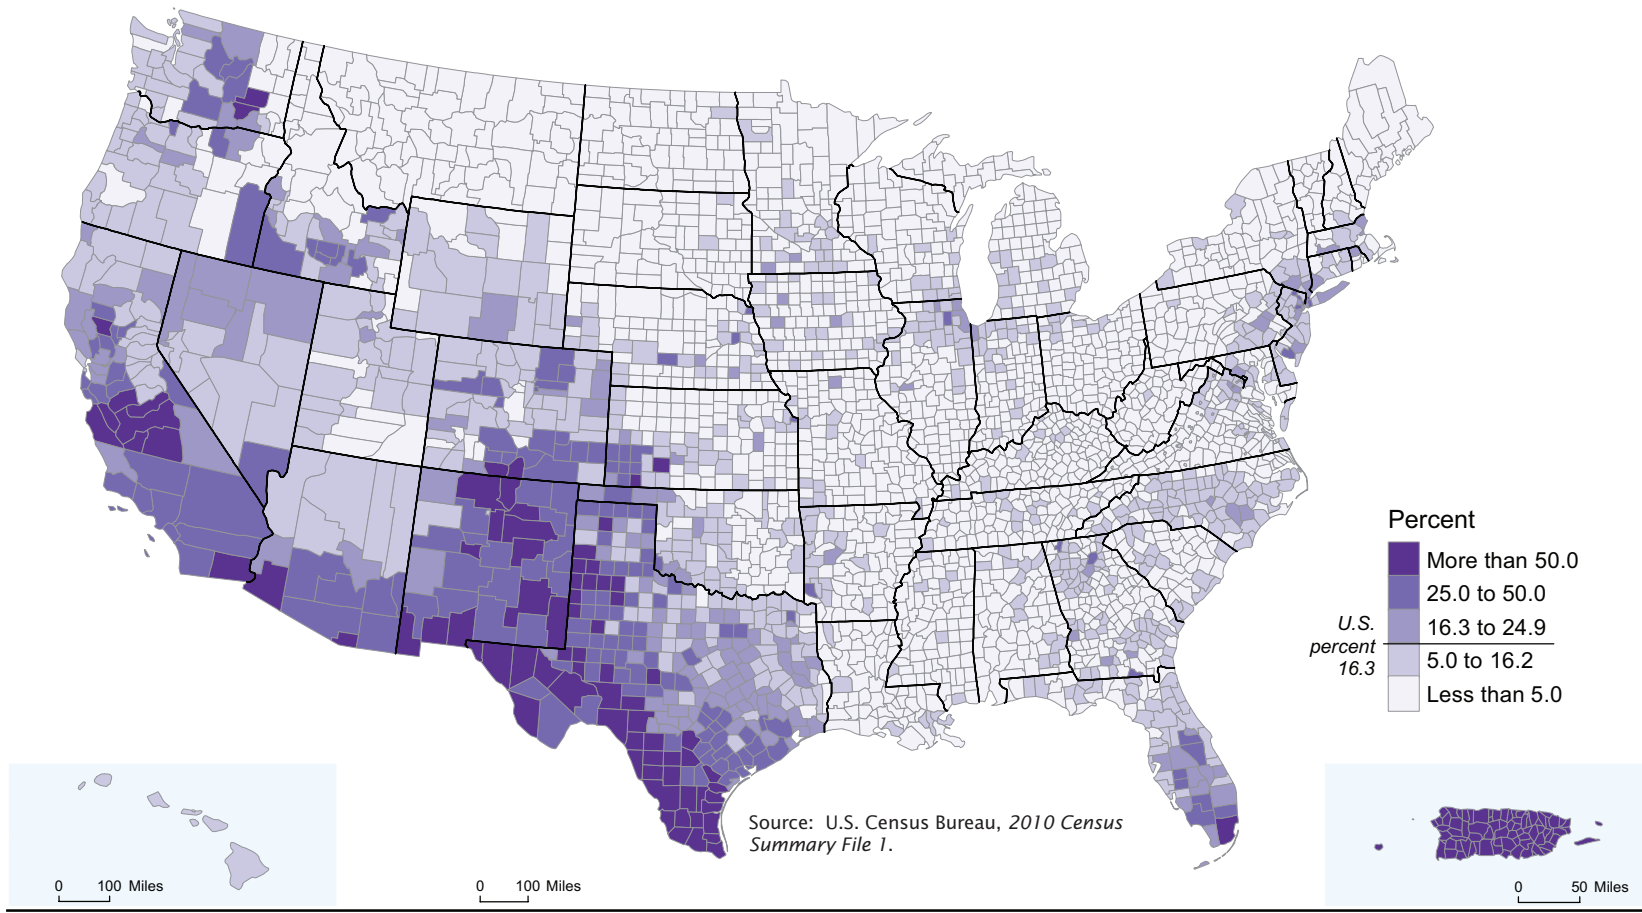 Percent
More than 50.0
25.0 to 50.0
16.3 to 24.9
5.0 to 16.2
Less than 5.0
U.S.
percent
16.3
Source: U.S. Census Bureau, 2010 Census
Summary File 1.
0 100 Miles
0 100 Miles
0 50 Miles